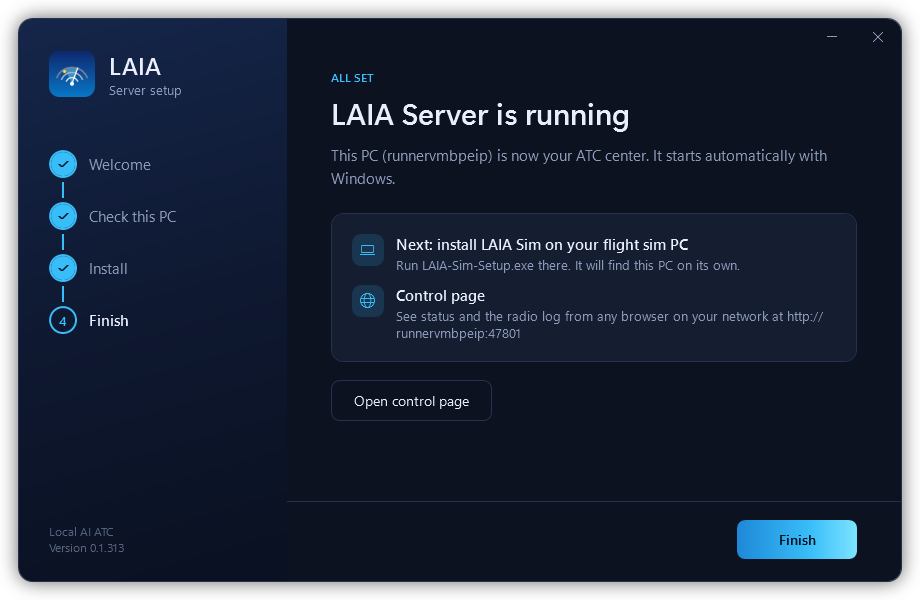 LAIA
Server setup
Welcome
Check this PC
Install
4
Finish
Local AI ATC
Version 0.1.313
ALL SET
LAIA Server is running
This PC (runnervmbpeip) is now your ATC center. It starts automatically with
Windows.
Next: install LAIA Sim on your flight sim PC
Run LAIA-Sim-Setup.exe there. It will find this PC on its own.
Control page
See status and the radio log from any browser on your network at http://
runnervmbpeip:47801
Open control page
Finish